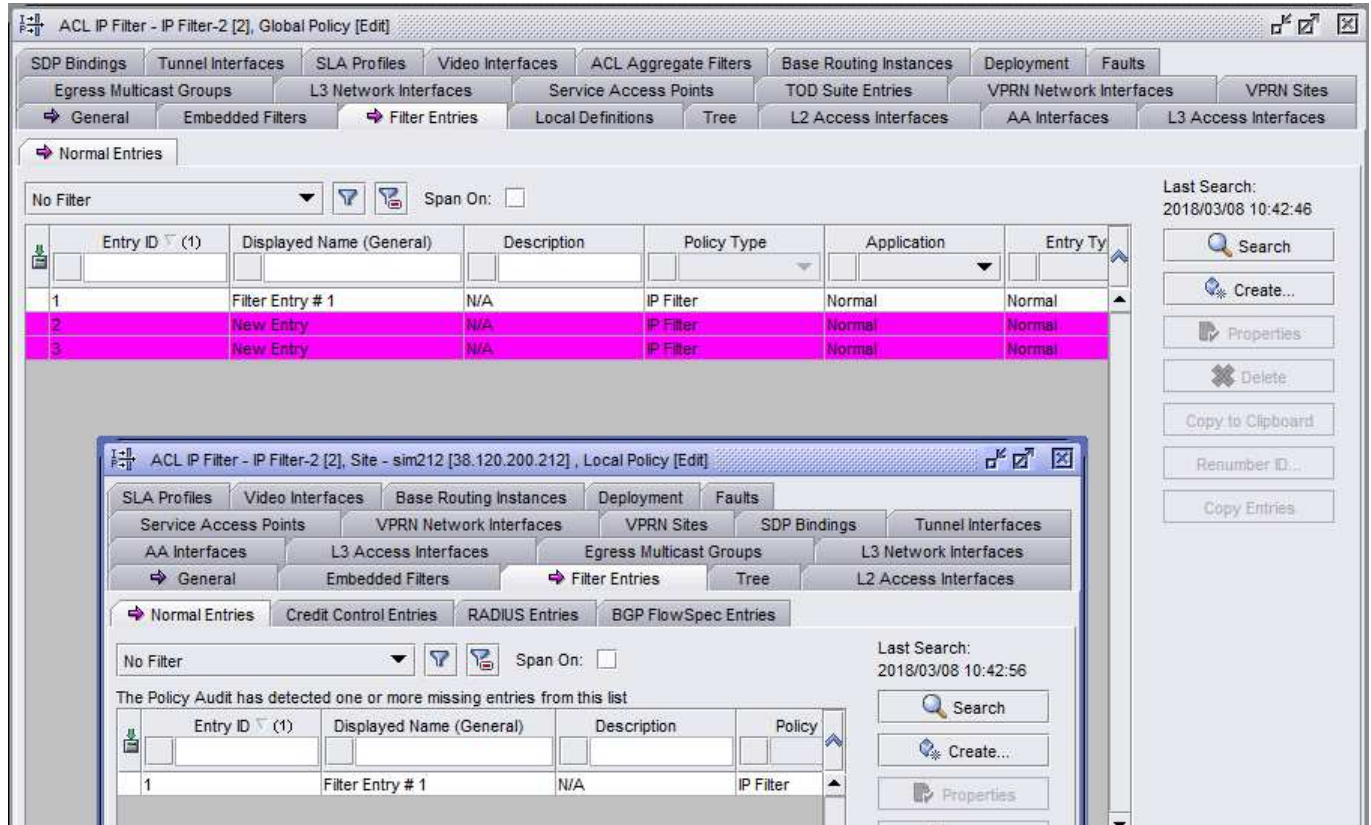 ACL IP Filter - IP Filter-2 [2], Global Policy [Edit]
SDP Bindings Tunnel Interfaces SLA Profiles Video Interfaces ACL Aggregate Filters Base Routing Instances Deployment Faults
Egress Multicast Groups L3 Network Interfaces Service Access Points TOD Suite Entries VPRN Network Interfaces VPRN Sites
General Embedded Filters Filter Entries Local Definitions Tree L2 Access Interfaces AA Interfaces L3 Access Interfaces
Normal Entries
No Filter Span On:
Last Search:
2018/03/08 10:42:46
Entry ID (1) Displayed Name (General) Description Policy Type Application Entry Ty
1 Filter Entry # 1 N/A IP Filter Normal Normal
2 New Entry N/A IP Filter Normal Normal
3 New Entry N/A IP Filter Normal Normal
Search
Create...
Properties
Delete
Copy to Clipboard
Renumber ID...
Copy Entries
ACL IP Filter - IP Filter-2 [2], Site - sim212 [38.120.200.212] , Local Policy [Edit]
SLA Profiles Video Interfaces Base Routing Instances Deployment Faults
Service Access Points VPRN Network Interfaces VPRN Sites SDP Bindings Tunnel Interfaces
AA Interfaces L3 Access Interfaces Egress Multicast Groups L3 Network Interfaces
General Embedded Filters Filter Entries Tree L2 Access Interfaces
Normal Entries Credit Control Entries RADIUS Entries BGP FlowSpec Entries
No Filter Span On:
Last Search:
2018/03/08 10:42:56
The Policy Audit has detected one or more missing entries from this list
Entry ID (1) Displayed Name (General) Description Policy
1 Filter Entry # 1 N/A IP Filter
Search
Create...
Properties